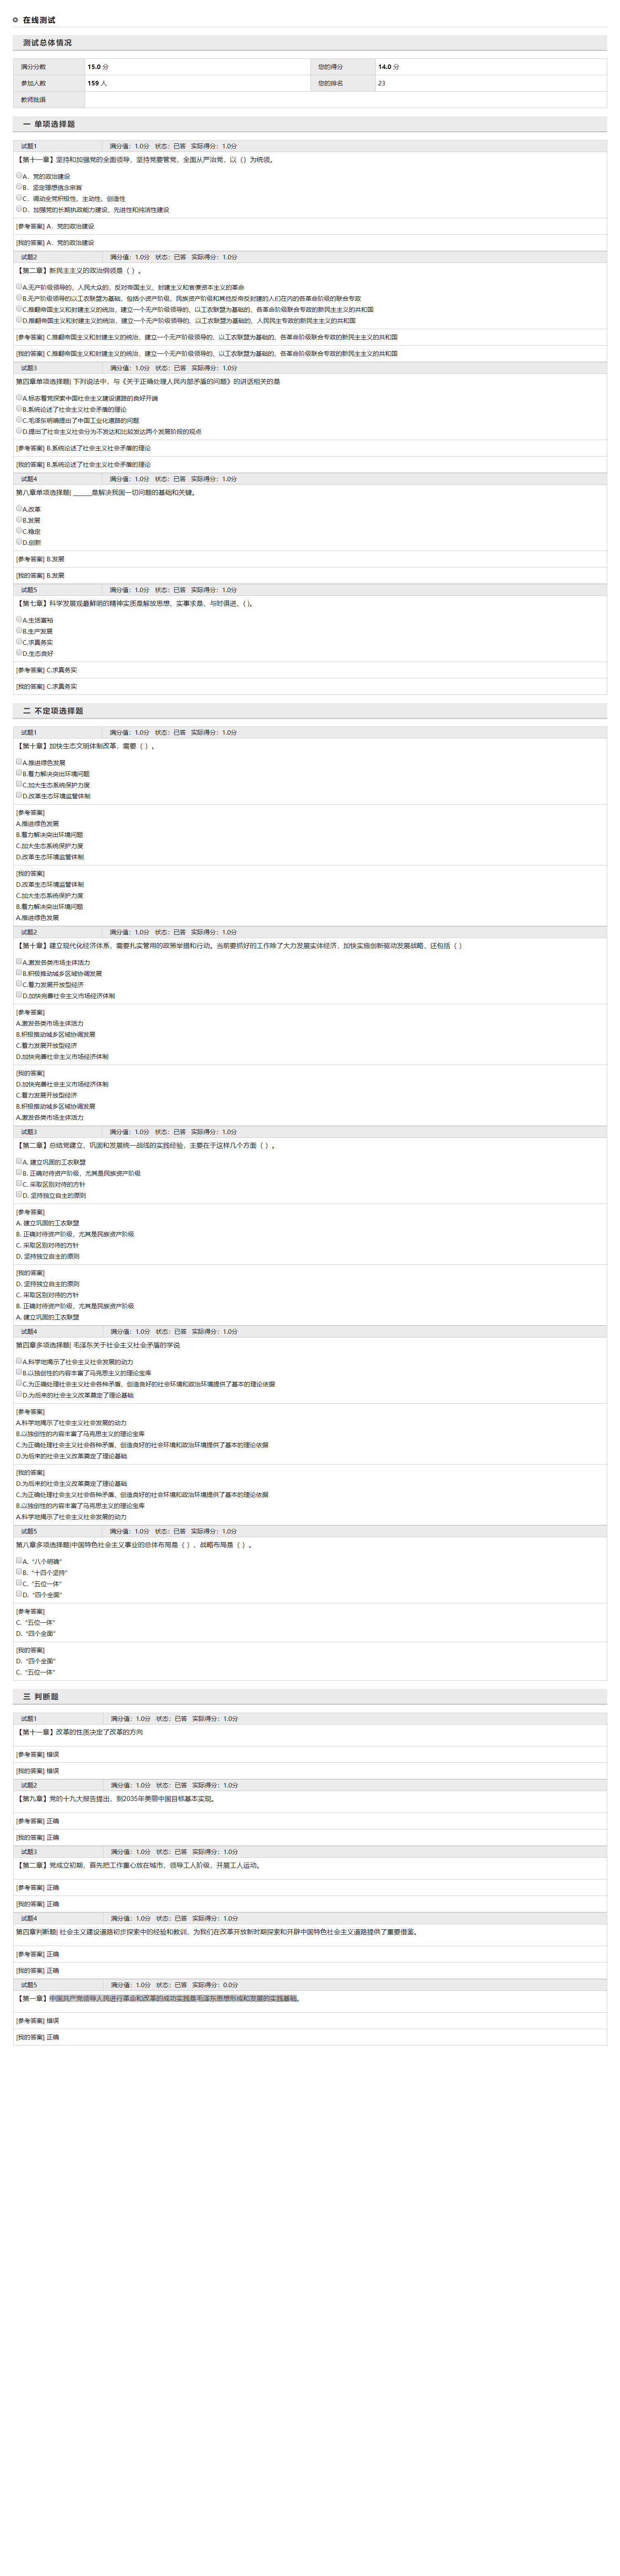 在线测试
测试总体情况
满分分数 15.0 分 您的得分 14.0 分
参加人数 159 人 您的排名 23
教师批语
一 单项选择题
试题1 满分值：1.0分 状态：已答 实际得分：1.0分
【第十一章】坚持和加强党的全面领导，坚持党要管党，全面从严治党，以（）为统领。
A．党的政治建设
B．坚定理想信念宗旨
C．调动全党积极性、主动性、创造性
D．加强党的长期执政能力建设、先进性和纯洁性建设
[参考答案] A．党的政治建设
[我的答案] A．党的政治建设
试题2 满分值：1.0分 状态：已答 实际得分：1.0分
【第二章】新民主主义的政治纲领是（ ）。
A.无产阶级领导的，人民大众的，反对帝国主义、封建主义和官僚资本主义的革命
B.无产阶级领导的以工农联盟为基础，包括小资产阶级、民族资产阶级和其他反帝反封建的人们在内的各革命阶级的联合专政
C.推翻帝国主义和封建主义的统治，建立一个无产阶级领导的、以工农联盟为基础的、各革命阶级联合专政的新民主主义的共和国
D.推翻帝国主义和封建主义的统治，建立一个无产阶级领导的、以工农联盟为基础的、人民民主专政的新民主主义的共和国
[参考答案] C.推翻帝国主义和封建主义的统治，建立一个无产阶级领导的、以工农联盟为基础的、各革命阶级联合专政的新民主主义的共和国
[我的答案] C.推翻帝国主义和封建主义的统治，建立一个无产阶级领导的、以工农联盟为基础的、各革命阶级联合专政的新民主主义的共和国
试题3 满分值：1.0分 状态：已答 实际得分：1.0分
第四章单项选择题| 下列说法中，与《关于正确处理人民内部矛盾的问题》的讲话相关的是
A.标志着党探索中国社会主义建设道路的良好开端
B.系统论述了社会主义社会矛盾的理论
C.毛泽东明确提出了中国工业化道路的问题
D.提出了社会主义社会分为不发达和比较发达两个发展阶段的观点
[参考答案] B.系统论述了社会主义社会矛盾的理论
[我的答案] B.系统论述了社会主义社会矛盾的理论
试题4 满分值：1.0分 状态：已答 实际得分：1.0分
第八章单项选择题| ______是解决我国一切问题的基础和关键。
A.改革
B.发展
C.稳定
D.创新
[参考答案] B.发展
[我的答案] B.发展
试题5 满分值：1.0分 状态：已答 实际得分：1.0分
【第七章】科学发展观最鲜明的精神实质是解放思想、实事求是、与时俱进、( )。
A.生活富裕
B.生产发展
C.求真务实
D.生态良好
[参考答案] C.求真务实
[我的答案] C.求真务实
二 不定项选择题
试题1 满分值：1.0分 状态：已答 实际得分：1.0分
【第十章】加快生态文明体制改革，需要（ ）。
A.推进绿色发展
B.着力解决突出环境问题
C.加大生态系统保护力度
D.改革生态环境监管体制
[参考答案]
A.推进绿色发展
B.着力解决突出环境问题
C.加大生态系统保护力度
D.改革生态环境监管体制
[我的答案]
D.改革生态环境监管体制
C.加大生态系统保护力度
B.着力解决突出环境问题
A.推进绿色发展
试题2 满分值：1.0分 状态：已答 实际得分：1.0分
【第十章】建立现代化经济体系，需要扎实管用的政策举措和行动。当前要抓好的工作除了大力发展实体经济，加快实施创新驱动发展战略，还包括（ ）
A.激发各类市场主体活力
B.积极推动城乡区域协调发展
C.着力发展开放型经济
D.加快完善社会主义市场经济体制
[参考答案]
A.激发各类市场主体活力
B.积极推动城乡区域协调发展
C.着力发展开放型经济
D.加快完善社会主义市场经济体制
[我的答案]
D.加快完善社会主义市场经济体制
C.着力发展开放型经济
B.积极推动城乡区域协调发展
A.激发各类市场主体活力
试题3 满分值：1.0分 状态：已答 实际得分：1.0分
【第二章】总结党建立、巩固和发展统一战线的实践经验，主要在于这样几个方面（ ）。
A. 建立巩固的工农联盟
B. 正确对待资产阶级，尤其是民族资产阶级
C. 采取区别对待的方针
D. 坚持独立自主的原则
[参考答案]
A. 建立巩固的工农联盟
B. 正确对待资产阶级，尤其是民族资产阶级
C. 采取区别对待的方针
D. 坚持独立自主的原则
[我的答案]
D. 坚持独立自主的原则
C. 采取区别对待的方针
B. 正确对待资产阶级，尤其是民族资产阶级
A. 建立巩固的工农联盟
试题4 满分值：1.0分 状态：已答 实际得分：1.0分
第四章多项选择题| 毛泽东关于社会主义社会矛盾的学说
A.科学地揭示了社会主义社会发展的动力
B.以独创性的内容丰富了马克思主义的理论宝库
C.为正确处理社会主义社会各种矛盾，创造良好的社会环境和政治环境提供了基本的理论依据
D.为后来的社会主义改革奠定了理论基础
[参考答案]
A.科学地揭示了社会主义社会发展的动力
B.以独创性的内容丰富了马克思主义的理论宝库
C.为正确处理社会主义社会各种矛盾，创造良好的社会环境和政治环境提供了基本的理论依据
D.为后来的社会主义改革奠定了理论基础
[我的答案]
D.为后来的社会主义改革奠定了理论基础
C.为正确处理社会主义社会各种矛盾，创造良好的社会环境和政治环境提供了基本的理论依据
B.以独创性的内容丰富了马克思主义的理论宝库
A.科学地揭示了社会主义社会发展的动力
试题5 满分值：1.0分 状态：已答 实际得分：1.0分
第八章多项选择题|中国特色社会主义事业的总体布局是（ ），战略布局是（ ）。
A.“八个明确”
B.“十四个坚持”
C.“五位一体”
D.“四个全面”
[参考答案]
C.“五位一体”
D.“四个全面”
[我的答案]
D.“四个全面”
C.“五位一体”
三 判断题
试题1 满分值：1.0分 状态：已答 实际得分：1.0分
【第十一章】改革的性质决定了改革的方向
[参考答案] 错误
[我的答案] 错误
试题2 满分值：1.0分 状态：已答 实际得分：1.0分
【第九章】党的十九大报告提出，到2035年美丽中国目标基本实现。
[参考答案] 正确
[我的答案] 正确
试题3 满分值：1.0分 状态：已答 实际得分：1.0分
【第二章】党成立初期，首先把工作重心放在城市，领导工人阶级，开展工人运动。
[参考答案] 正确
[我的答案] 正确
试题4 满分值：1.0分 状态：已答 实际得分：1.0分
第四章判断题| 社会主义建设道路初步探索中的经验和教训，为我们在改革开放新时期探索和开辟中国特色社会主义道路提供了重要借鉴。
[参考答案] 正确
[我的答案] 正确
试题5 满分值：1.0分 状态：已答 实际得分：0.0分
【第一章】中国共产党领导人民进行革命和改革的成功实践是毛泽东思想形成和发展的实践基础。
[参考答案] 错误
[我的答案] 正确